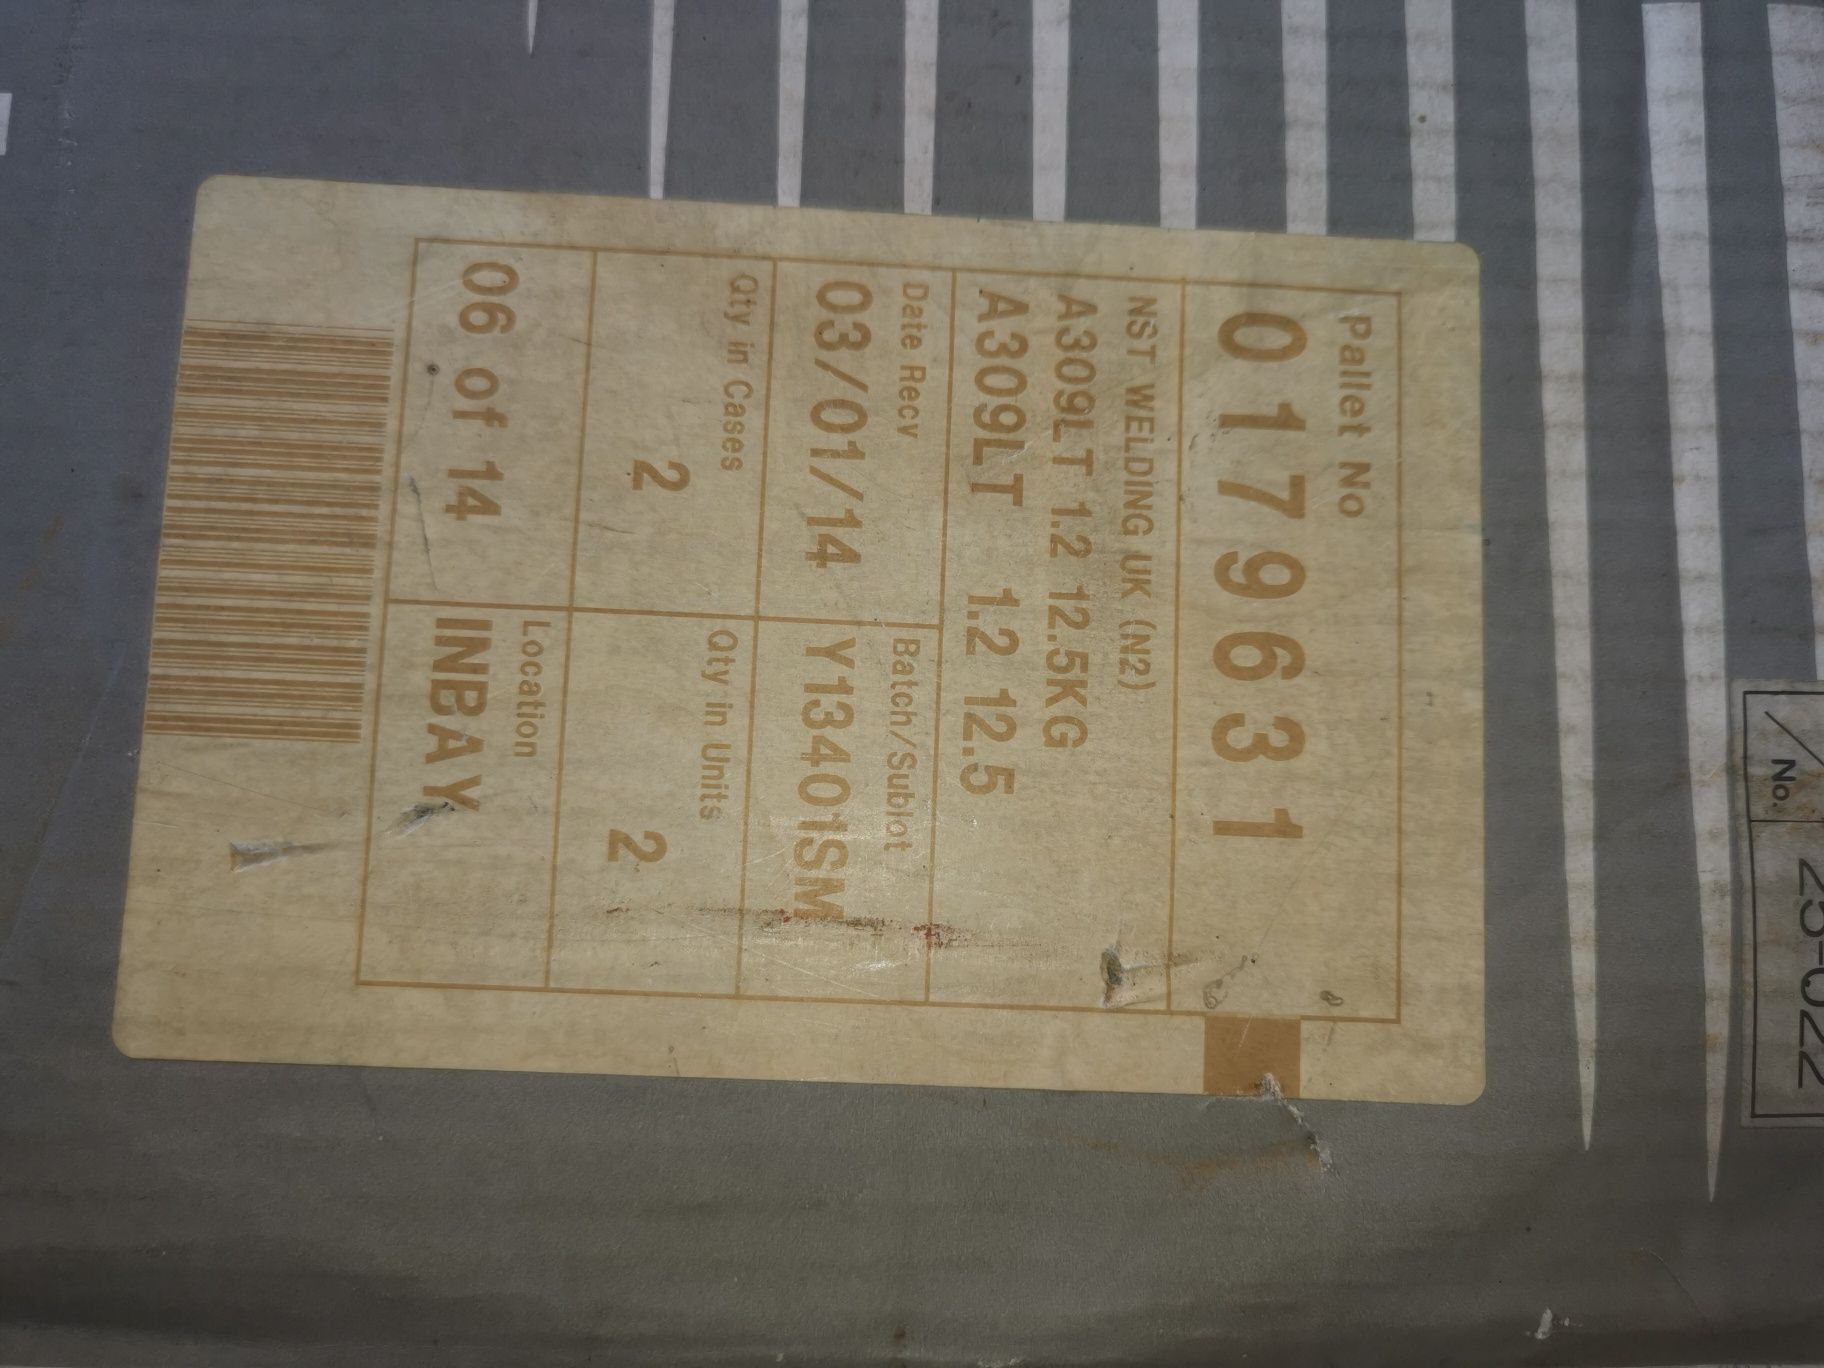 Pallet No
0179631
NST WELDING UK (N2)
A309LT 1.2 12.5KG
A309LT 1.2 12.5
Date Recv
03/01/14
Batch/Sublot
Y13401SM
Qty in Cases
2
Qty in Units
2
06 of 14
Location
INBAY
No.
25-022